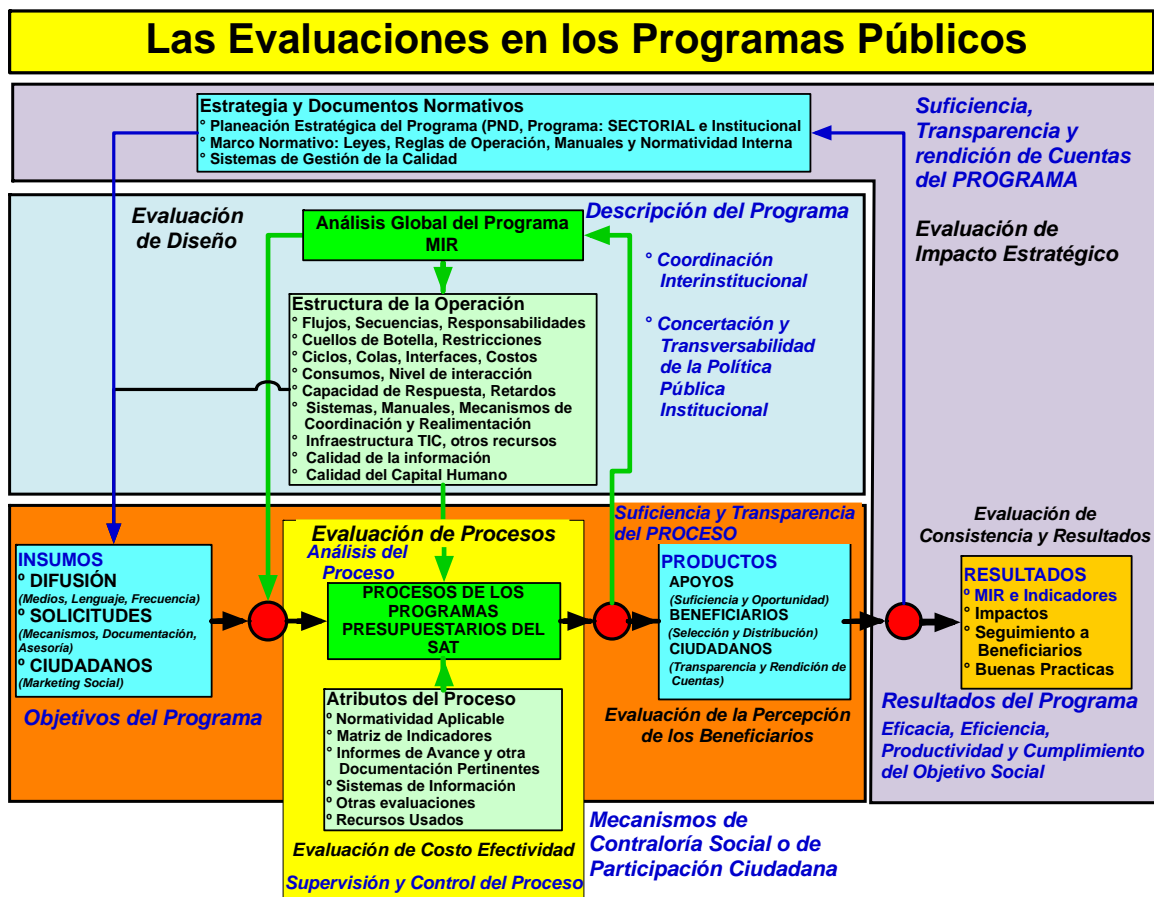 Las Evaluaciones en los Programas Públicos
Estrategia y Documentos Normativos
° Planeación Estratégica del Programa (PND, Programa: SECTORIAL e Institucional
° Marco Normativo: Leyes, Reglas de Operación, Manuales y Normatividad Interna
° Sistemas de Gestión de la Calidad
Suficiencia,
Transparencia y
rendición de Cuentas
del PROGRAMA
Evaluación de
Impacto Estratégico
Evaluación
de Diseño
Análisis Global del Programa
MIR
Descripción del Programa
° Coordinación
Interinstitucional
° Concertación y
Transversabilidad
de la Política
Pública
Institucional
Estructura de la Operación
° Flujos, Secuencias, Responsabilidades
° Cuellos de Botella, Restricciones
° Ciclos, Colas, Interfaces, Costos
° Consumos, Nivel de interacción
° Capacidad de Respuesta, Retardos
° Sistemas, Manuales, Mecanismos de
Coordinación y Realimentación
° Infraestructura TIC, otros recursos
° Calidad de la información
° Calidad del Capital Humano
INSUMOS
º DIFUSIÓN
(Medios, Lenguaje, Frecuencia)
º SOLICITUDES
(Mecanismos, Documentación,
Asesoría)
º CIUDADANOS
(Marketing Social)
Objetivos del Programa
Evaluación de Procesos
Análisis del
Proceso
PROCESOS DE LOS
PROGRAMAS
PRESUPUESTARIOS DEL
SAT
Atributos del Proceso
º Normatividad Aplicable
° Matriz de Indicadores
° Informes de Avance y otra
Documentación Pertinentes
º Sistemas de Información
º Otras evaluaciones
º Recursos Usados
Evaluación de Costo Efectividad
Supervisión y Control del Proceso
Suficiencia y Transparencia
del PROCESO
PRODUCTOS
APOYOS
(Suficiencia y Oportunidad)
BENEFICIARIOS
(Selección y Distribución)
CIUDADANOS
(Transparencia y Rendición de
Cuentas)
Evaluación de la Percepción
de los Beneficiarios
Mecanismos de
Contraloría Social o de
Participación Ciudadana
Evaluación de
Consistencia y Resultados
RESULTADOS
º MIR e Indicadores
° Impactos
° Seguimiento a
Beneficiarios
° Buenas Practicas
Resultados del Programa
Eficacia, Eficiencia,
Productividad y Cumplimiento
del Objetivo Social